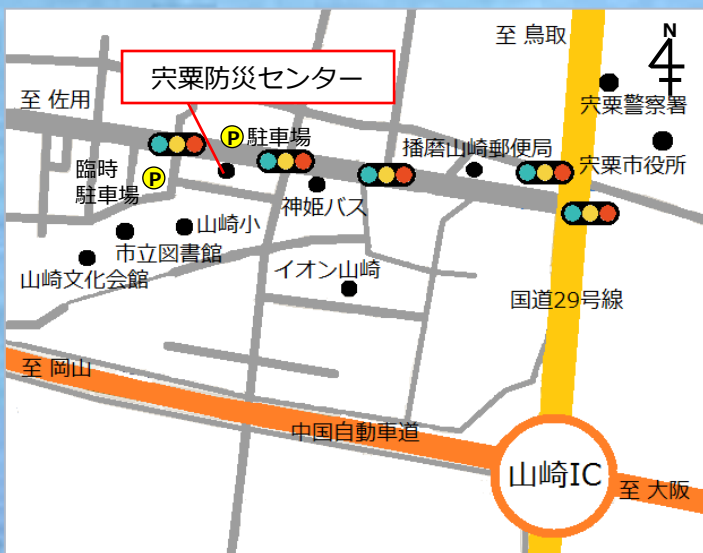 至 鳥取
N
宍粟防災センター
宍粟警察署
至 佐用
P
駐車場
播磨山崎郵便局
宍粟市役所
臨時
駐車場
P
神姫バス
山崎小
市立図書館
山崎文化会館
イオン山崎
国道29号線
至 岡山
中国自動車道
山崎IC
至 大阪